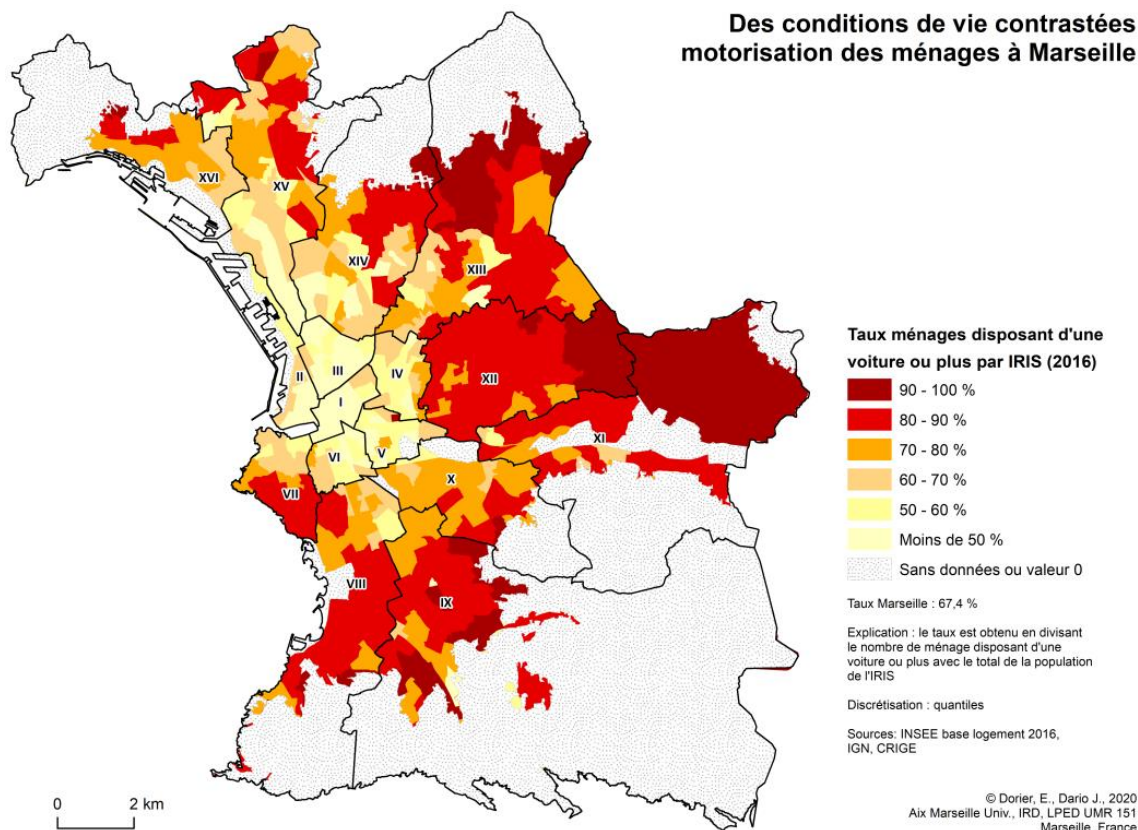 Des conditions de vie contrastées
motorisation des ménages à Marseille
XVI
XV
XIV
XIII
II
III
IV
I
XII
XI
VI
V
VII
X
VIII
IX
Taux ménages disposant d'une
voiture ou plus par IRIS (2016)
90 - 100 %
80 - 90 %
70 - 80 %
60 - 70 %
50 - 60 %
Moins de 50 %
Sans données ou valeur 0
Taux Marseille : 67,4 %
Explication : le taux est obtenu en divisant
le nombre de ménage disposant d'une
voiture ou plus avec le total de la population
de l'IRIS
Discrétisation : quantiles
Sources: INSEE base logement 2016,
IGN, CRIGE
0 2 km
© Dorier, E., Dario J., 2020
Aix Marseille Univ., IRD, LPED UMR 151
Marseille, France